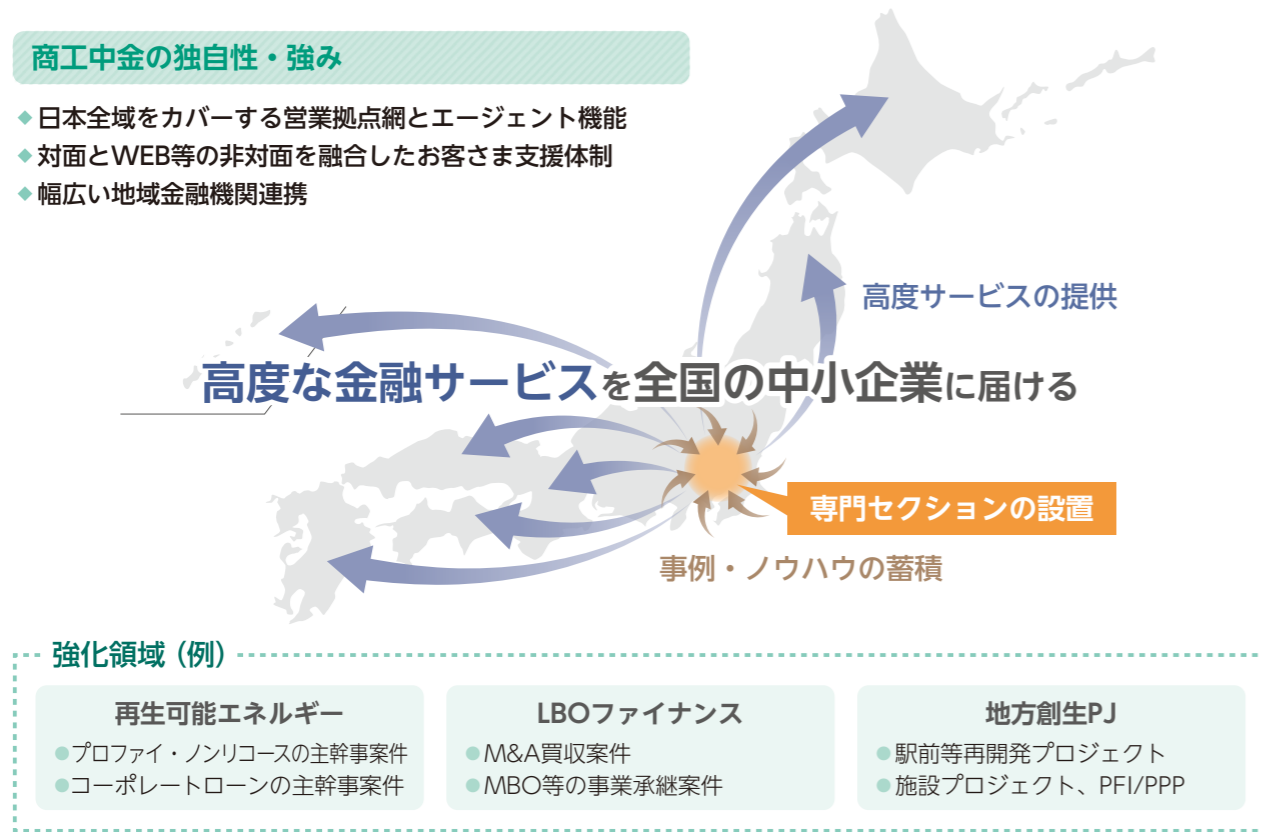 商工中金の独自性・強み
◆日本全域をカバーする営業拠点網とエージェント機能
◆対面とWEB等の非対面を融合したお客さま支援体制
◆幅広い地域金融機関連携
高度サービスの提供
高度な金融サービスを全国の中小企業に届ける
専門セクションの設置
事例・ノウハウの蓄積
強化領域（例）
再生可能エネルギー
●プロファイ・ノンリコースの主幹事案件
●コーポレートローンの主幹事案件
LBOファイナンス
●M&A買収案件
●MBO等の事業承継案件
地方創生PJ
●駅前等再開発プロジェクト
●施設プロジェクト、PFI/PPP